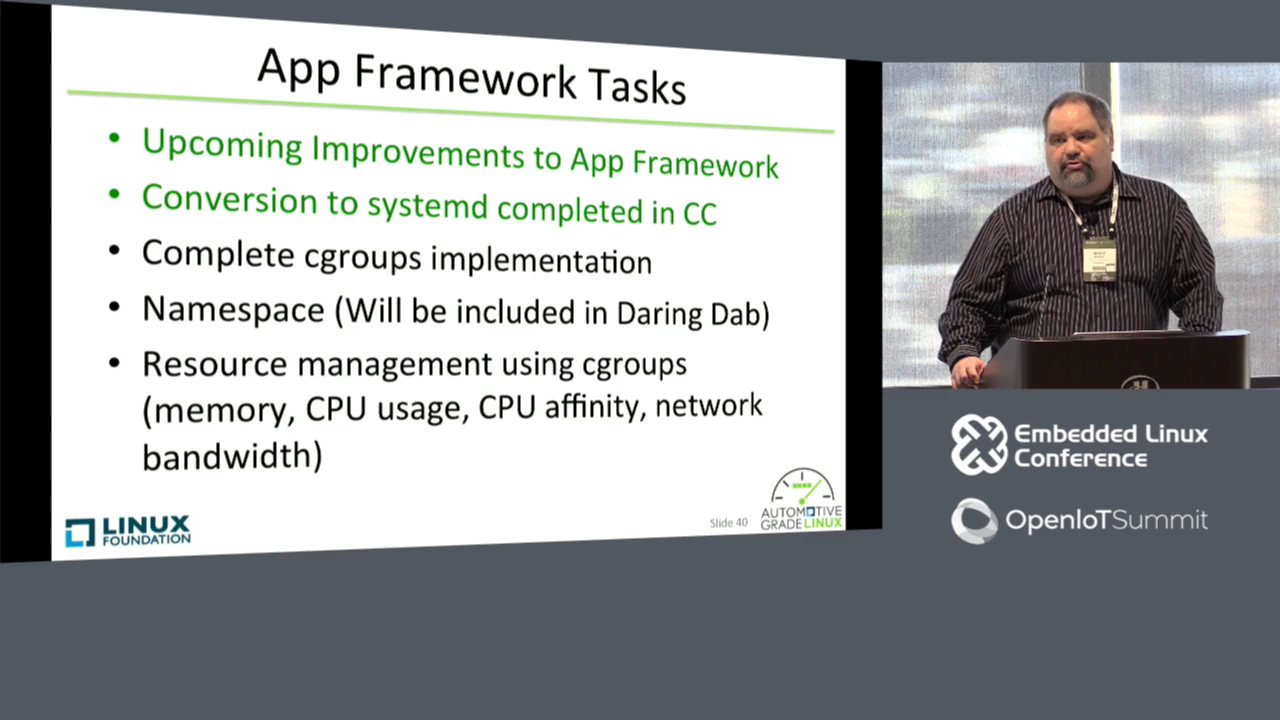 App Framework Tasks
• Upcoming Improvements to App Framework
• Conversion to systemd completed in CC
• Complete cgroups implementation
• Namespace (Will be included in Daring Dab)
• Resource management using cgroups
(memory, CPU usage, CPU affinity, network
bandwidth)
LINUX
FOUNDATION
Slide 40
AUTOMOTIVE
GRADELINUX
Embedded Linux
Conference
OpenIoTSummit